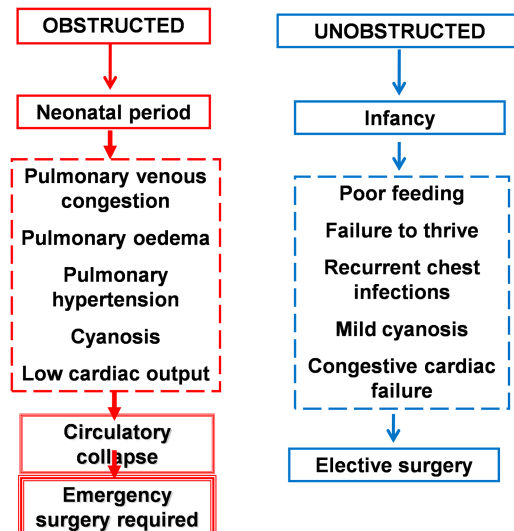 OBSTRUCTED
Neonatal period
Pulmonary venous
congestion
Pulmonary oedema
Pulmonary
hypertension
Cyanosis
Low cardiac output
Circulatory
collapse
Emergency
surgery required
UNOBSTRUCTED
Infancy
Poor feeding
Failure to thrive
Recurrent chest
infections
Mild cyanosis
Congestive cardiac
failure
Elective surgery